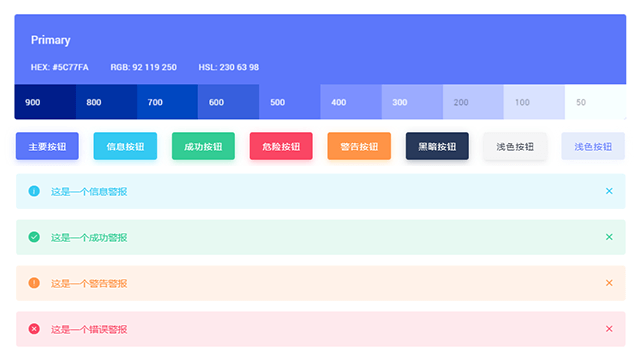 Primary
HEX: #5C77FA RGB: 92 119 250 HSL: 230 63 98
900 800 700 600 500 400 300 200 100 50
主要按钮 信息按钮 成功按钮 危险按钮 警告按钮 黑暗按钮 浅色按钮 浅色按钮
这是一个信息警报
这是一个成功警报
这是一个警告警报
这是一个错误警报